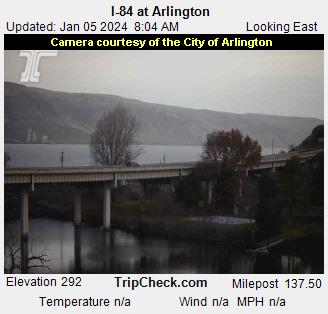 I-84 at Arlington
Updated: Jan 05 2024 8:04 AM Looking East
Camera courtesy of the City of Arlington
Elevation 292 TripCheck.com Milepost 137.50
Temperature n/a Wind n/a MPH n/a